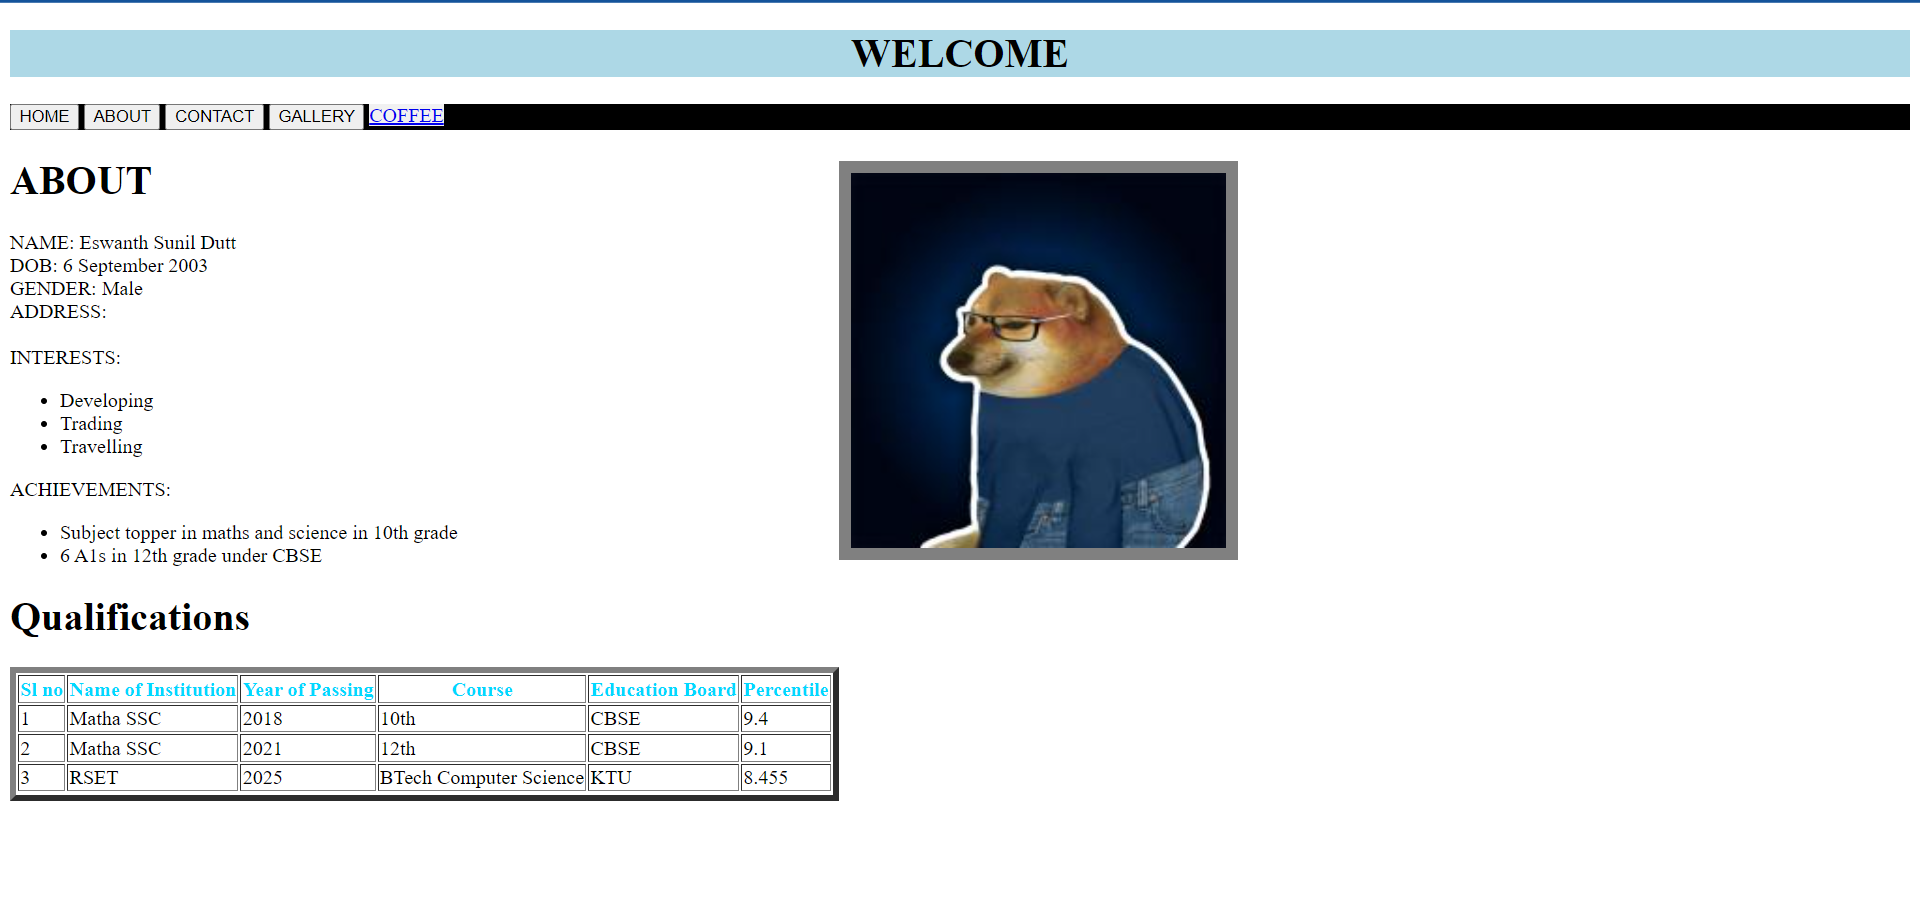 WELCOME
HOME ABOUT CONTACT GALLERY COFFEE
ABOUT
NAME: Eswanth Sunil Dutt
DOB: 6 September 2003
GENDER: Male
ADDRESS:
INTERESTS:
• Developing
• Trading
• Travelling
ACHIEVEMENTS:
• Subject topper in maths and science in 10th grade
• 6 A1s in 12th grade under CBSE
Qualifications
Sl no Name of Institution Year of Passing Course Education Board Percentile
1 Matha SSC 2018 10th CBSE 9.4
2 Matha SSC 2021 12th CBSE 9.1
3 RSET 2025 BTech Computer Science KTU 8.455